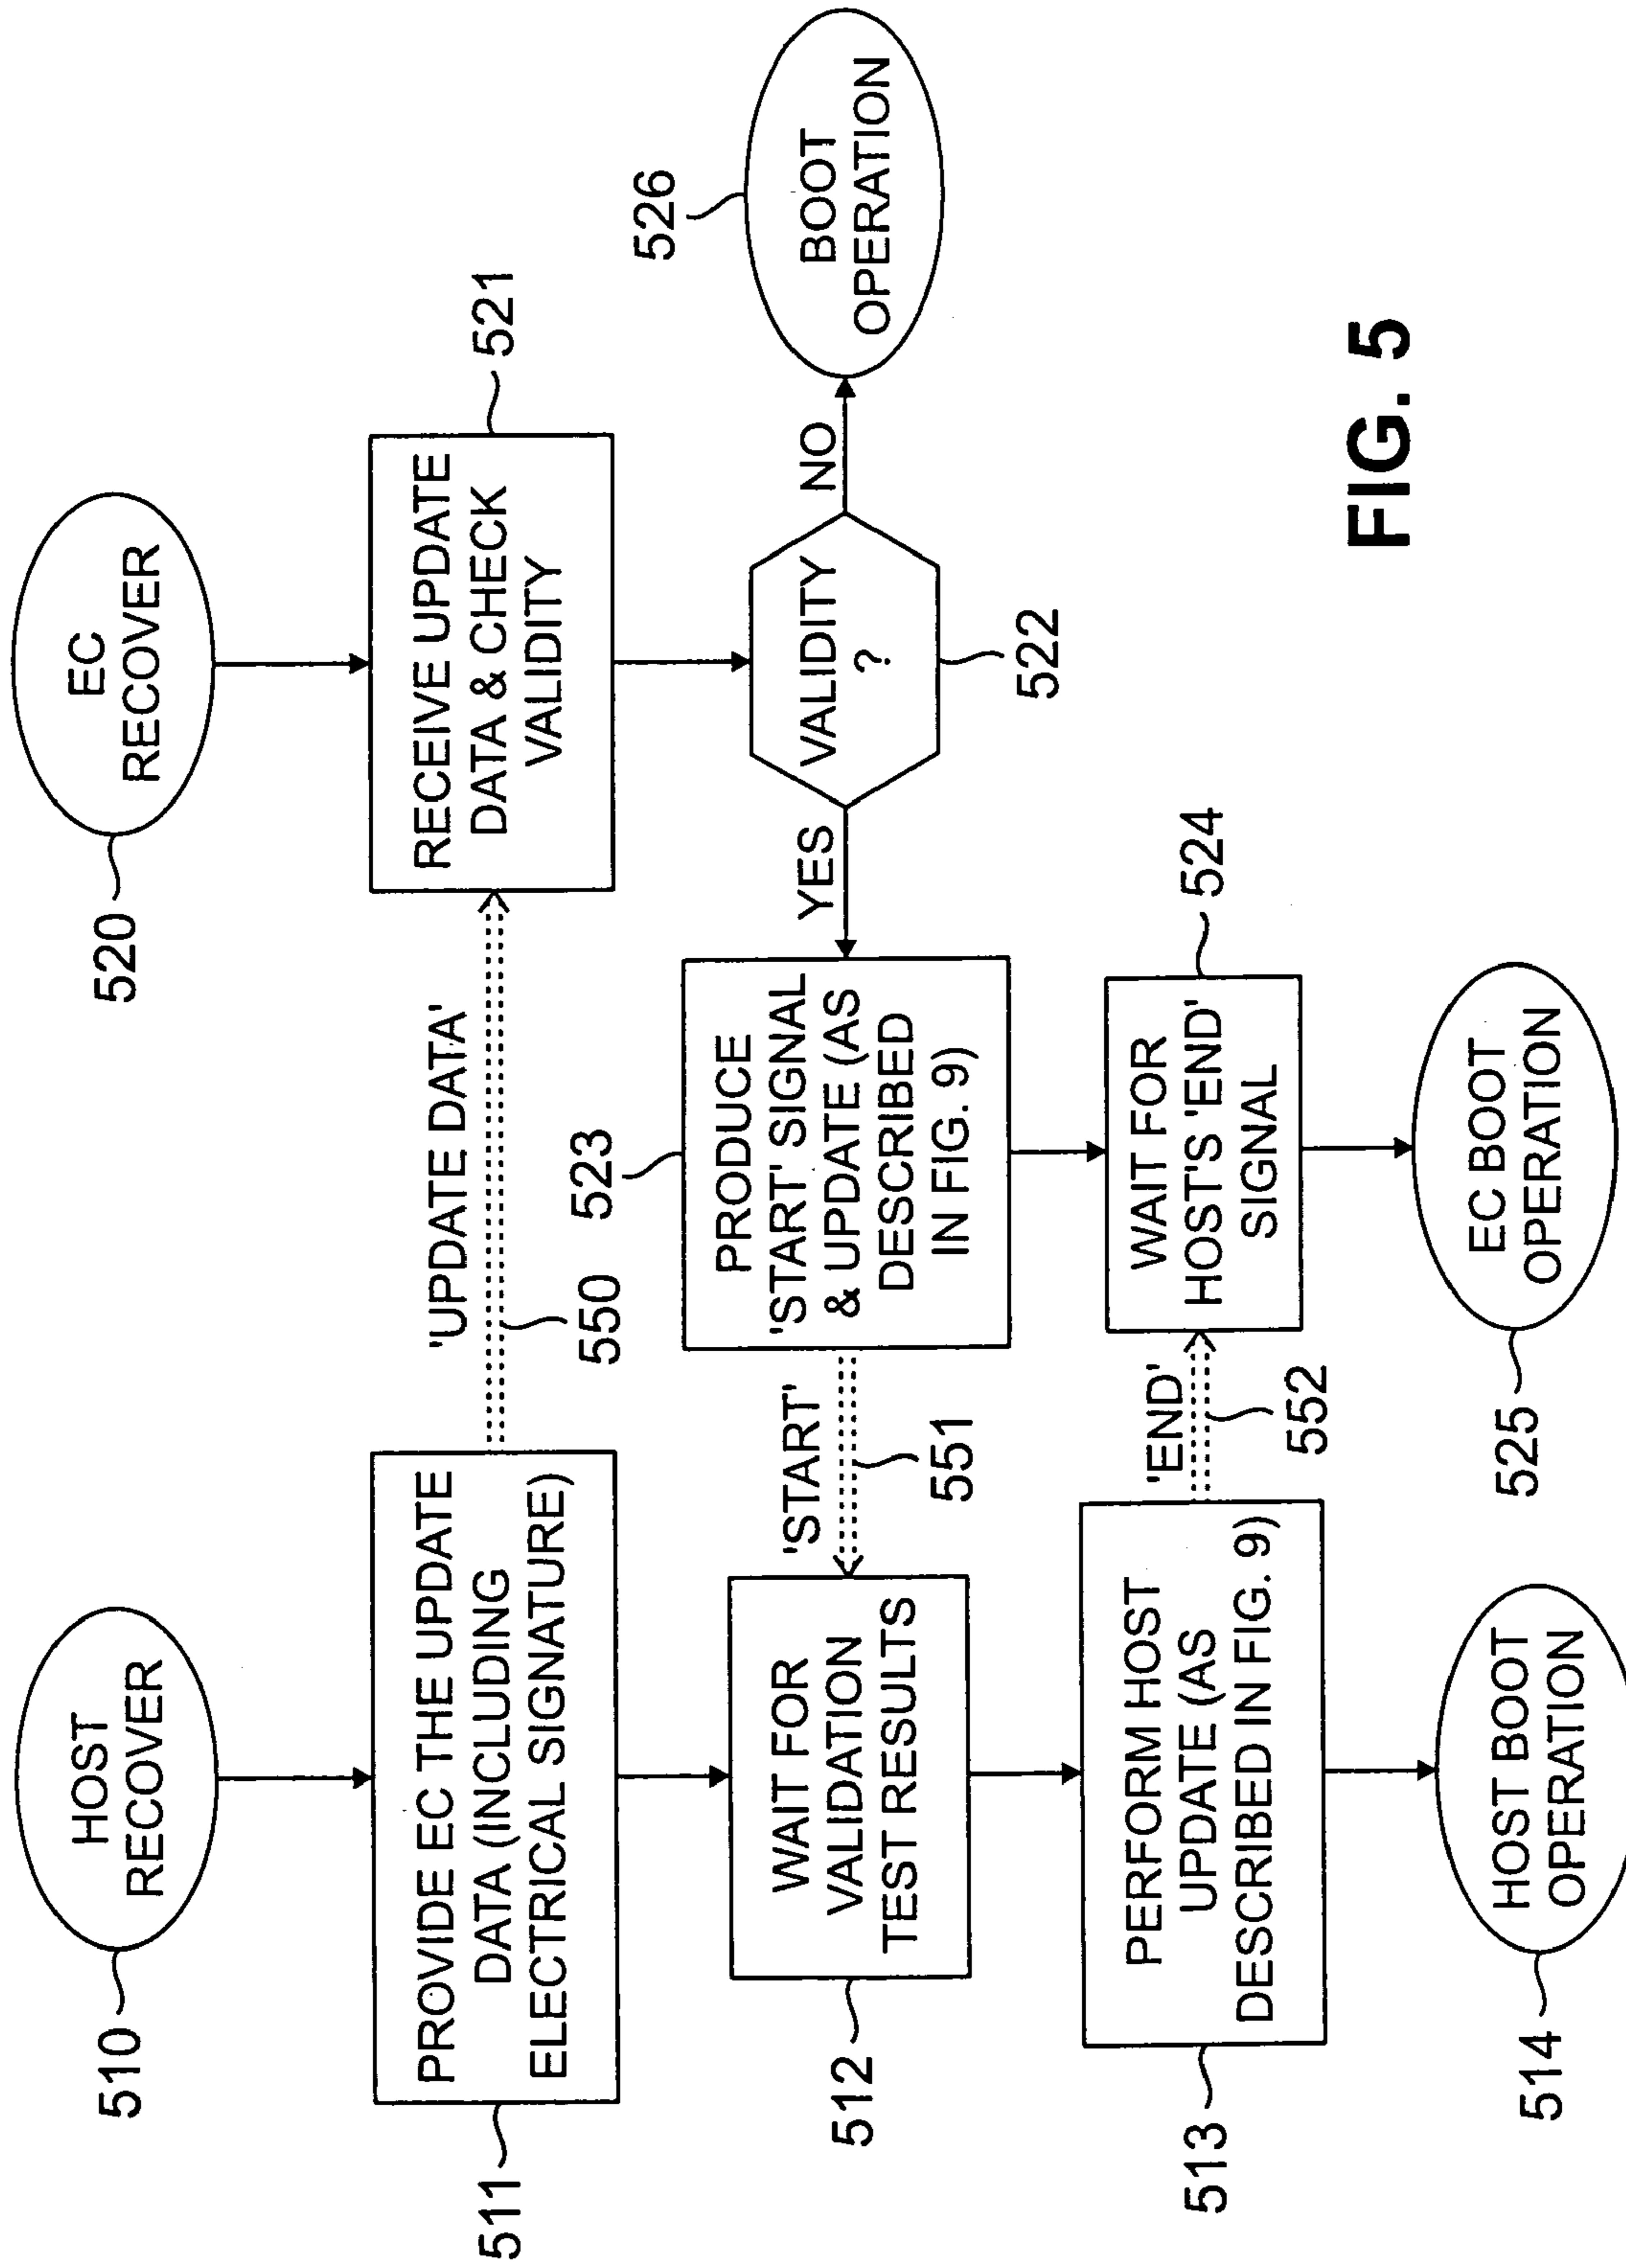 510
HOST
RECOVER
511
PROVIDE EC THE UPDATE
DATA (INCLUDING
ELECTRICAL SIGNATURE)
512
WAIT FOR
VALIDATION
TEST RESULTS
513
PERFORM HOST
UPDATE (AS
DESCRIBED IN FIG. 9)
514
HOST BOOT
OPERATION
'UPDATE DATA'
550
'START'
551
'END'
552
520
EC
RECOVER
521
RECEIVE UPDATE
DATA & CHECK
VALIDITY
VALIDITY
?
522
YES
NO
523
PRODUCE
'START' SIGNAL
& UPDATE (AS
DESCRIBED
IN FIG. 9)
524
WAIT FOR
HOST'S 'END'
SIGNAL
525
EC BOOT
OPERATION
526
BOOT
OPERATION
FIG. 5